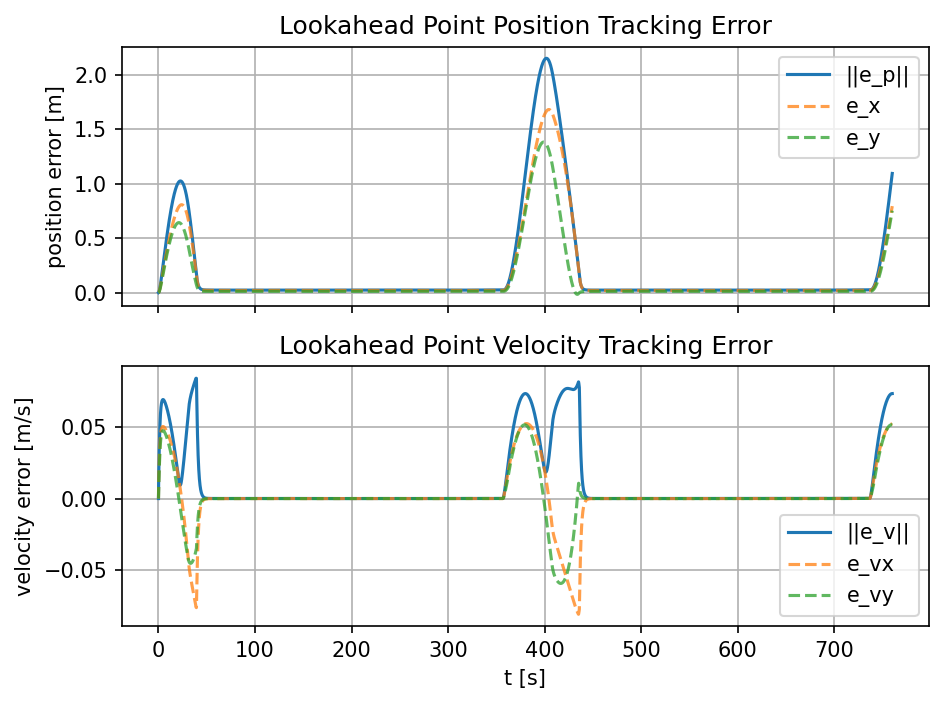 Lookahead Point Position Tracking Error
position error [m]
2.0
1.5
1.0
0.5
0.0
||e_p||
e_x
e_y
Lookahead Point Velocity Tracking Error
velocity error [m/s]
0.05
0.00
−0.05
||e_v||
e_vx
e_vy
0 100 200 300 400 500 600 700
t [s]